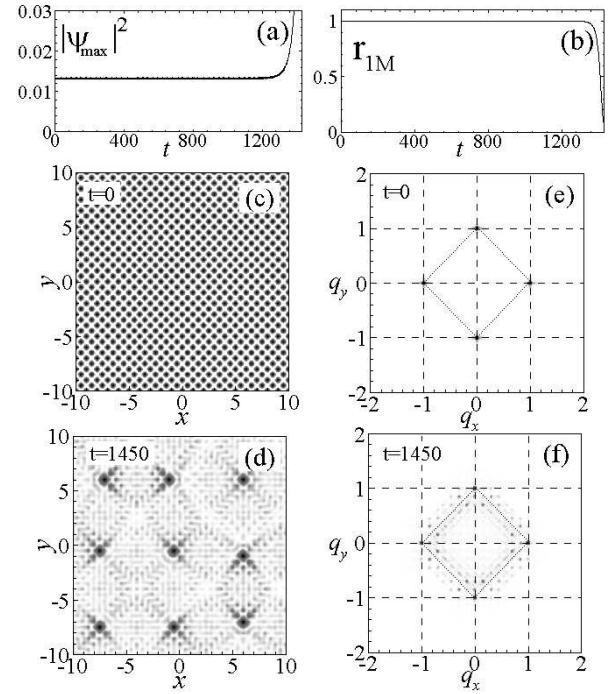 0.03
0.02
0.01
0
|ψmax|²
(a)
0 400 800 1200
t
1
0.5
0
r1M
(b)
0 400 800 1200
t
10
5
0
-5
-10
y
t=0
(c)
-10 -5 0 5 10
x
2
1
0
-1
-2
qy
t=0
(e)
-2 -1 0 1 2
qx
10
5
0
-5
-10
y
t=1450
(d)
-10 -5 0 5 10
x
2
1
0
-1
-2
qy
t=1450
(f)
-2 -1 0 1 2
qx